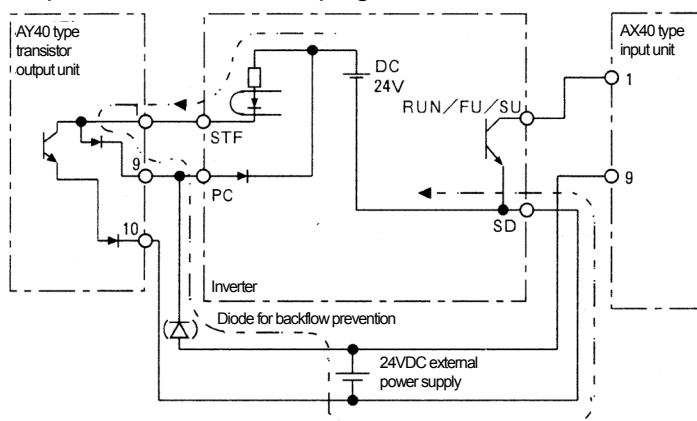 AY40 type
transistor
output unit
AX40 type
input unit
DC
24V
1
RUN/FU/SU
STF
9
9
PC
10
SD
Inverter
Diode for backflow prevention
24VDC external
power supply